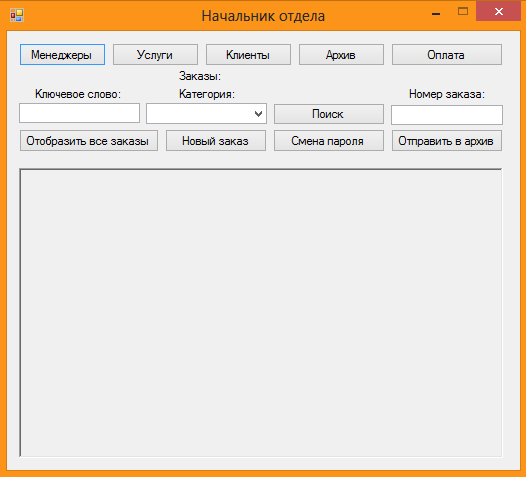 Начальник отдела
Менеджеры Услуги Клиенты Архив Оплата
Заказы:
Ключевое слово: Категория: Номер заказа:
Поиск
Отобразить все заказы Новый заказ Смена пароля Отправить в архив